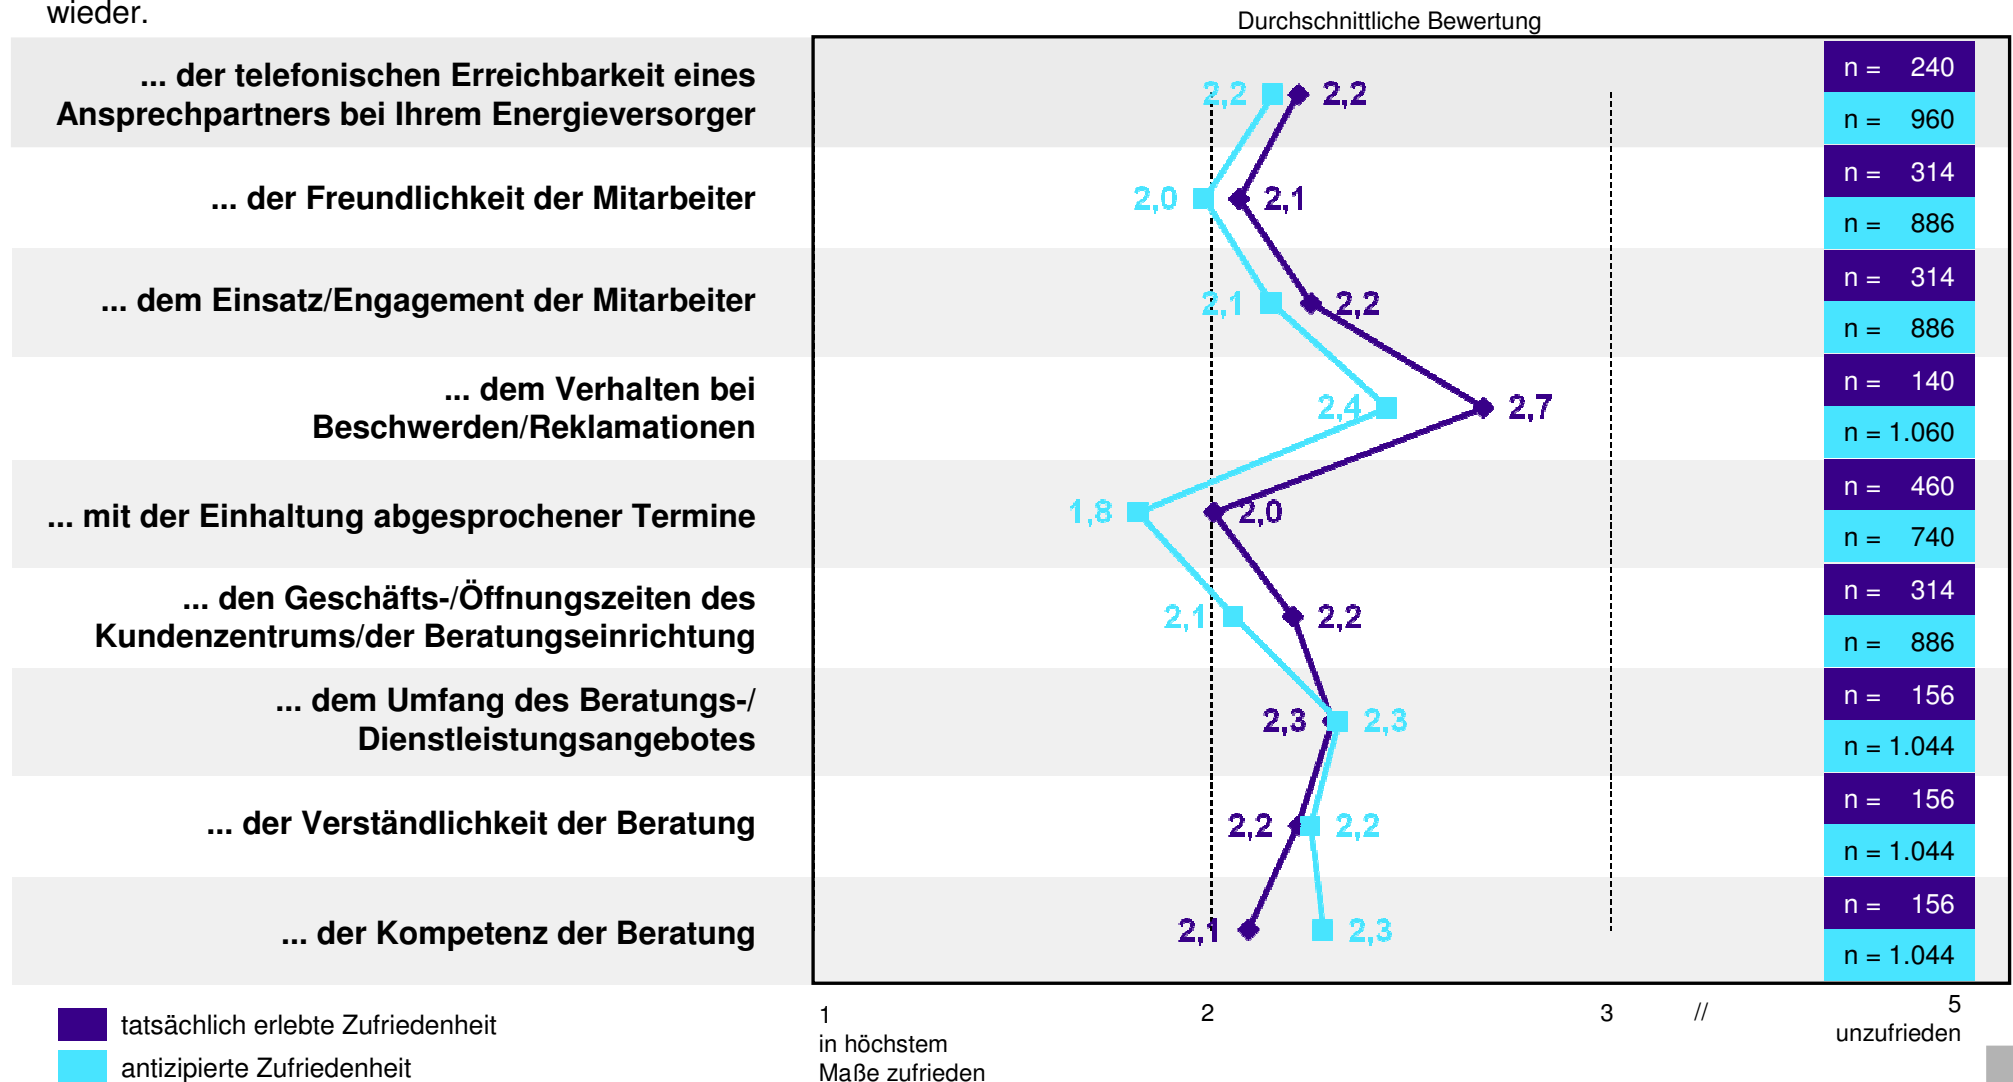 wieder.
Durchschnittliche Bewertung
... der telefonischen Erreichbarkeit eines
Ansprechpartners bei Ihrem Energieversorger
2,2 2,2
n = 240
n = 960
... der Freundlichkeit der Mitarbeiter
2,0 2,1
n = 314
n = 886
... dem Einsatz/Engagement der Mitarbeiter
2,1 2,2
n = 314
n = 886
... dem Verhalten bei
Beschwerden/Reklamationen
2,4 2,7
n = 140
n = 1.060
... mit der Einhaltung abgesprochener Termine
1,8 2,0
n = 460
n = 740
... den Geschäfts-/Öffnungszeiten des
Kundenzentrums/der Beratungseinrichtung
2,1 2,2
n = 314
n = 886
... dem Umfang des Beratungs-/
Dienstleistungsangebotes
2,3 2,3
n = 156
n = 1.044
... der Verständlichkeit der Beratung
2,2 2,2
n = 156
n = 1.044
... der Kompetenz der Beratung
2,1 2,3
n = 156
n = 1.044
1 2 3 // 5
in höchstem
Maße zufrieden
unzufrieden
tatsächlich erlebte Zufriedenheit
antizipierte Zufriedenheit